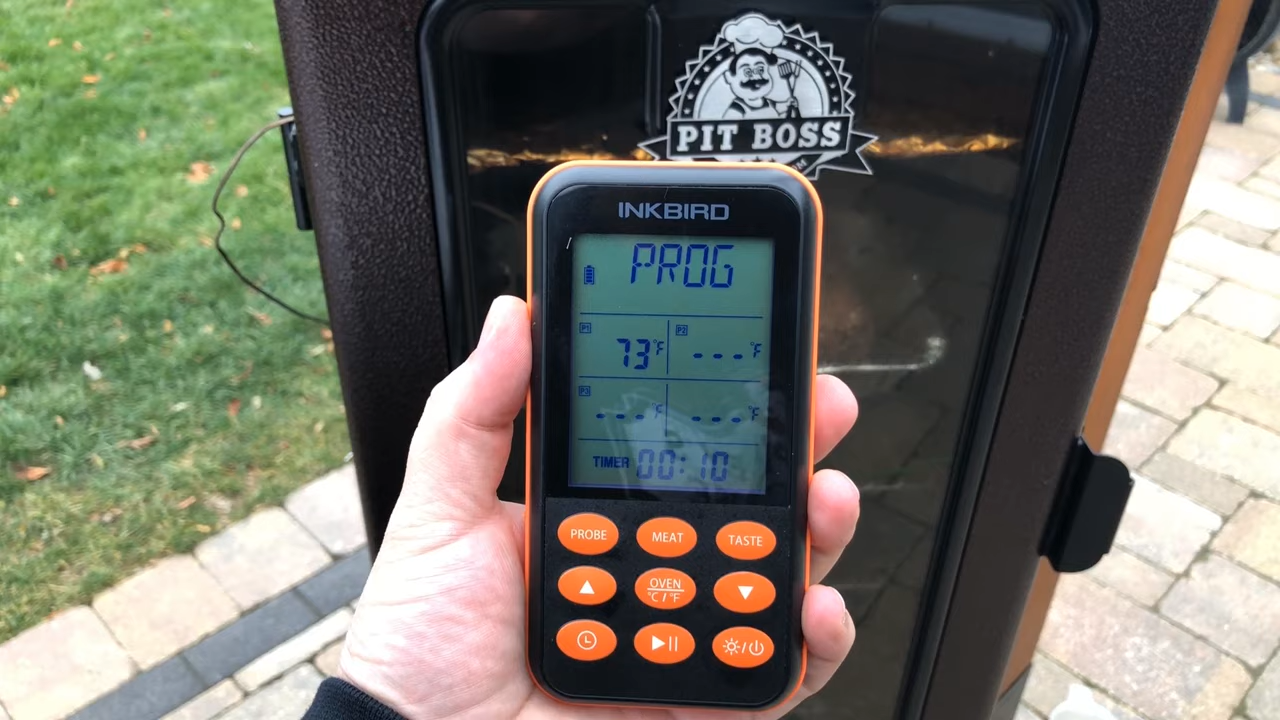 PIT BOSS
INKBIRD
PROG
P1 73°F P2 ---°F
P3 ---°F ---°F
TIMER 00:10
PROBE MEAT TASTE
OVEN
°C/°F